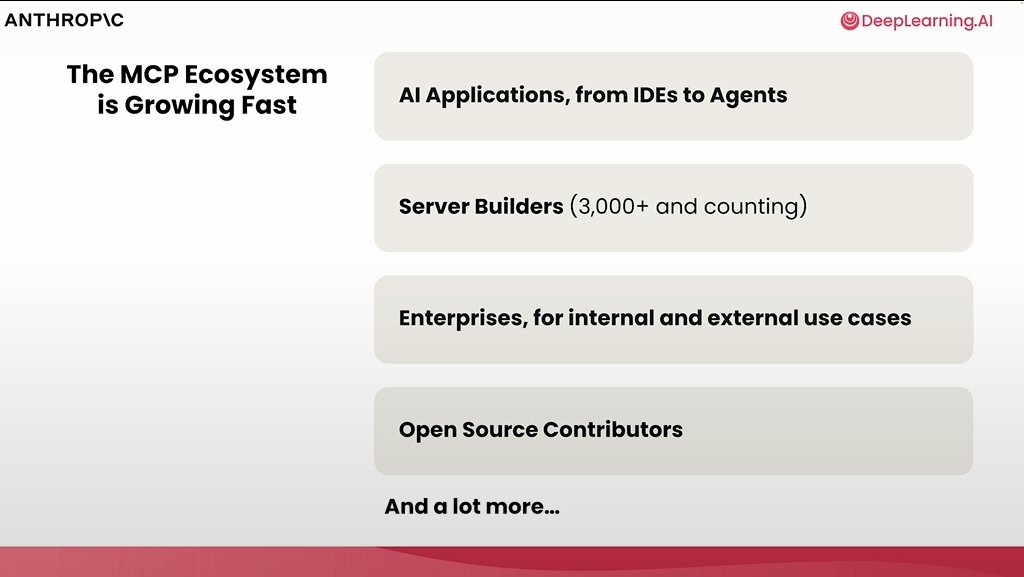 ANTHROP\C
DeepLearning.AI
The MCP Ecosystem
is Growing Fast
AI Applications, from IDEs to Agents
Server Builders (3,000+ and counting)
Enterprises, for internal and external use cases
Open Source Contributors
And a lot more...